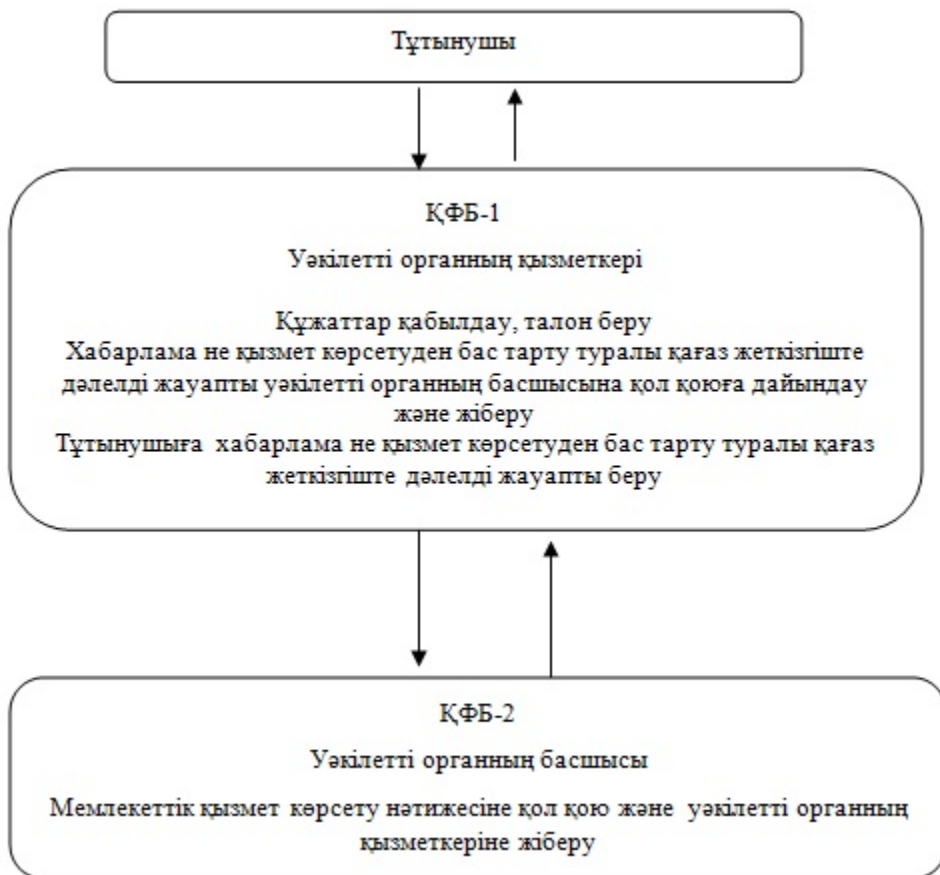 Тұтынушы
ҚФБ-1
Уәкілетті органның қызметкері
Құжаттар қабылдау, талон беру
Хабарлама не қызмет көрсетуден бас тарту туралы қағаз жеткізгіште
дәлелді жауапты уәкілетті органның басшысына қол қоюға дайындау
және жіберу
Тұтынушыға хабарлама не қызмет көрсетуден бас тарту туралы қағаз
жеткізгіште дәлелді жауапты беру
ҚФБ-2
Уәкілетті органның басшысы
Мемлекеттік қызмет көрсету нәтижесіне қол қою және уәкілетті органның
қызметкеріне жіберу